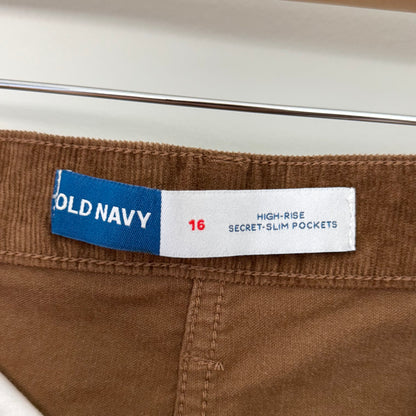 OLD NAVY
16
HIGH-RISE
SECRET-SLIM POCKETS